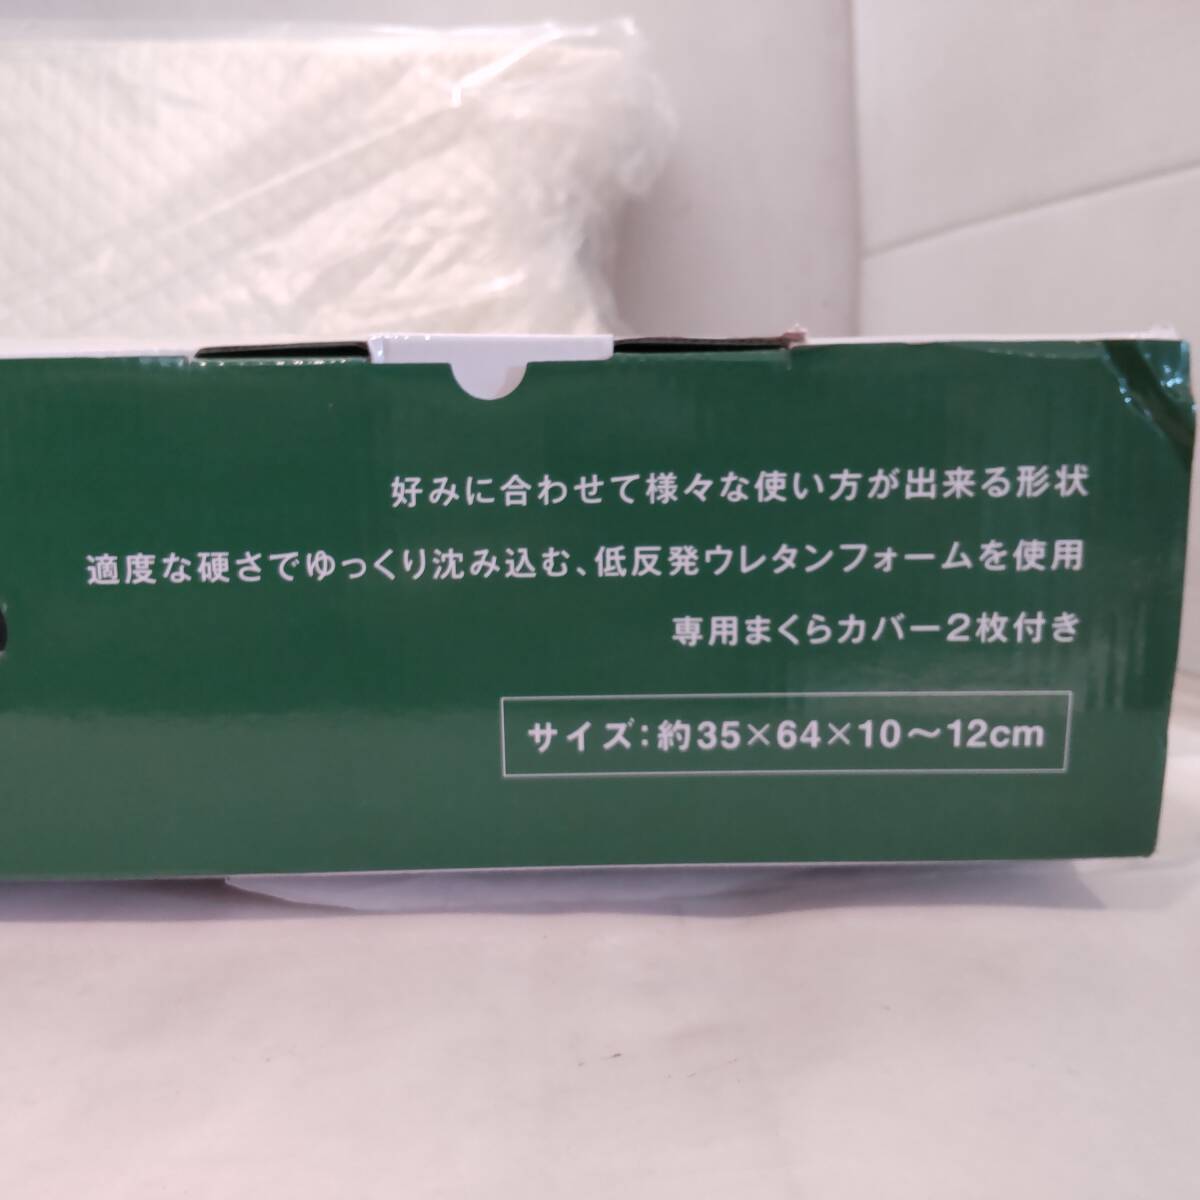 好みに合わせて様々な使い方が出来る形状
適度な硬さでゆっくり沈み込む、低反発ウレタンフォームを使用
専用まくらカバー2枚付き
サイズ：約35×64×10～12cm